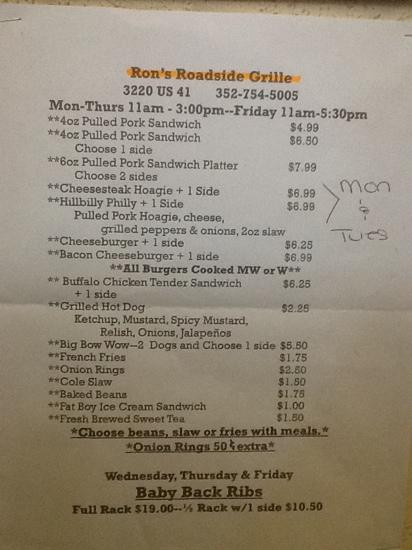 Ron's Roadside Grille
3220 US 41 352-754-5005
Mon-Thurs 11am - 3:00pm--Friday 11am-5:30pm
**4oz Pulled Pork Sandwich $4.99
**4oz Pulled Pork Sandwich $6.50
Choose 1 side
**6oz Pulled Pork Sandwich Platter $7.99
Choose 2 sides
**Cheesesteak Hoagie + 1 Side $6.99
**Hillbilly Philly + 1 Side $6.99
Mon
&
Tues
Pulled Pork Hoagie, cheese,
grilled peppers & onions, 2oz slaw
**Cheeseburger + 1 side $6.25
**Bacon Cheeseburger + 1 side $6.99
**All Burgers Cooked MW or W**
** Buffalo Chicken Tender Sandwich $6.25
+ 1 side
**Grilled Hot Dog $2.25
Ketchup, Mustard, Spicy Mustard,
Relish, Onions, Jalapeños
**Big Bow Wow--2 Dogs and Choose 1 side $5.50
**French Fries $1.75
**Onion Rings $2.50
**Cole Slaw $1.50
**Baked Beans $1.75
**Fat Boy Ice Cream Sandwich $1.00
**Fresh Brewed Sweet Tea $1.50
*Choose beans, slaw or fries with meals.*
*Onion Rings 50¢ extra*
Wednesday, Thursday & Friday
Baby Back Ribs
Full Rack $19.00--½ Rack w/1 side $10.50